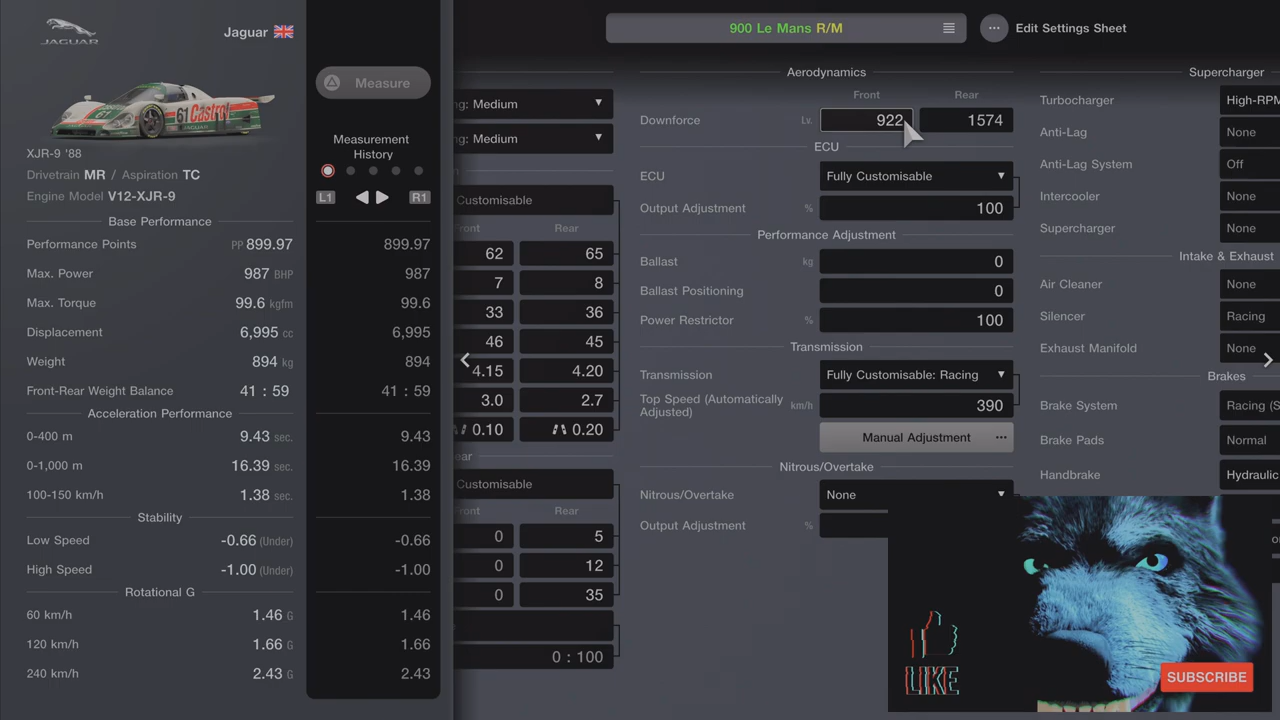 JAGUAR
Jaguar
61 Castrol
XJR-9 '88
Drivetrain MR / Aspiration TC
Engine Model V12-XJR-9
Base Performance
Performance Points PP 899.97
Max. Power 987 BHP
Max. Torque 99.6 kgfm
Displacement 6,995 cc
Weight 894 kg
Front-Rear Weight Balance 41 : 59
Acceleration Performance
0-400 m 9.43 sec.
0-1,000 m 16.39 sec.
100-150 km/h 1.38 sec.
Stability
Low Speed -0.66 (Under)
High Speed -1.00 (Under)
Rotational G
60 km/h 1.46 G
120 km/h 1.66 G
240 km/h 2.43 G
Measure
Measurement
History
L1 R1
899.97
987
99.6
6,995
894
41 : 59
9.43
16.39
1.38
-0.66
-1.00
1.46
1.66
2.43
900 Le Mans R/M
Edit Settings Sheet
ng: Medium
ng: Medium
Customisable
Front Rear
62 65
7 8
33 36
46 45
4.15 4.20
3.0 2.7
0.10 0.20
ear
Customisable
Front Rear
0 5
0 12
0 35
0 : 100
Aerodynamics
Front Rear
Downforce Lv. 922 1574
ECU
ECU Fully Customisable
Output Adjustment % 100
Performance Adjustment
Ballast kg 0
Ballast Positioning 0
Power Restrictor % 100
Transmission
Transmission Fully Customisable: Racing
Top Speed (Automatically
Adjusted) km/h 390
Manual Adjustment
Nitrous/Overtake
Nitrous/Overtake None
Output Adjustment %
Supercharger
Turbocharger High-RPM
Anti-Lag None
Anti-Lag System Off
Intercooler None
Supercharger None
Intake & Exhaust
Air Cleaner None
Silencer Racing
Exhaust Manifold None
Brakes
Brake System Racing (S
Brake Pads Normal
Handbrake Hydraulic
LIKE
SUBSCRIBE